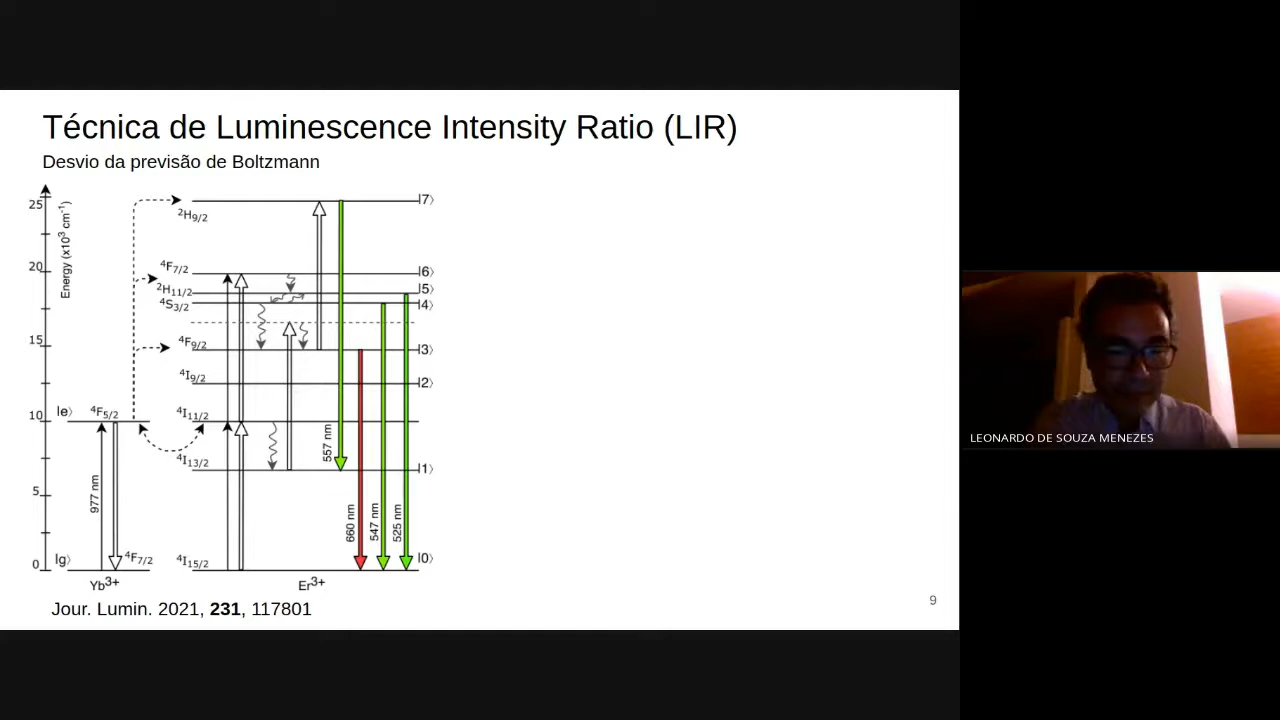 Técnica de Luminescence Intensity Ratio (LIR)
Desvio da previsão de Boltzmann
25
20
15
10
5
0
Energy (x10³ cm⁻¹)
²H9/2
|7⟩
⁴F7/2
|6⟩
²H11/2
|5⟩
⁴S3/2
|4⟩
⁴F9/2
|3⟩
⁴I9/2
|2⟩
|e⟩
⁴F5/2
⁴I11/2
⁴I13/2
|1⟩
977 nm
557 nm
660 nm
547 nm
525 nm
|g⟩
⁴F7/2
⁴I15/2
|0⟩
Yb³⁺
Er³⁺
Jour. Lumin. 2021, 231, 117801
9
LEONARDO DE SOUZA MENEZES